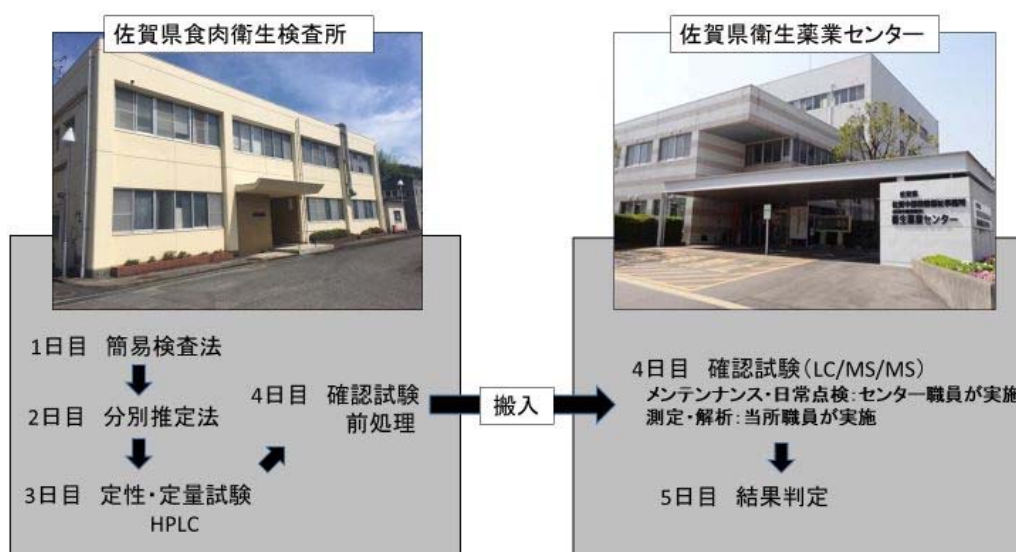 佐賀県食肉衛生検査所
1日目 簡易検査法
2日目 分別推定法
3日目 定性・定量試験
HPLC
4日目 確認試験
前処理
搬入
佐賀県衛生薬業センター
佐賀県
衛生薬業センター
4日目 確認試験(LC/MS/MS)
メンテンナンス・日常点検:センター職員が実施
測定・解析:当所職員が実施
5日目 結果判定